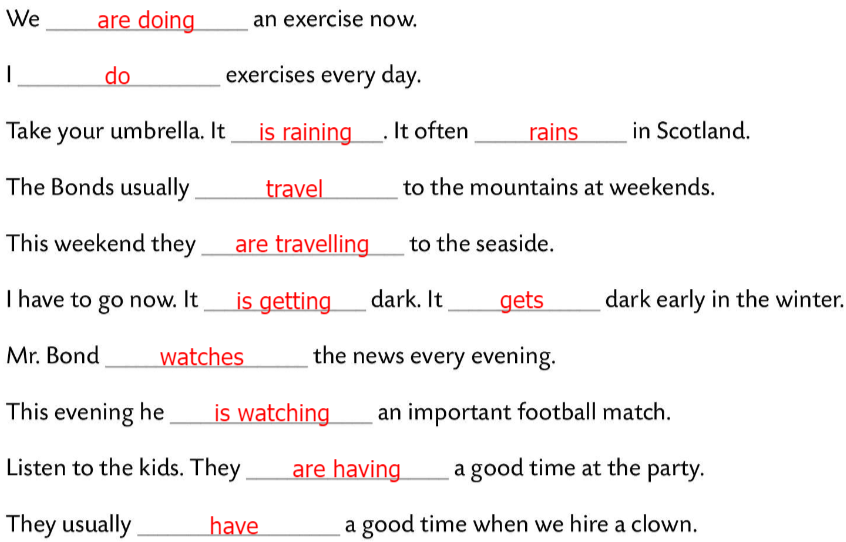 We are doing an exercise now.
I do exercises every day.
Take your umbrella. It is raining. It often rains in Scotland.
The Bonds usually travel to the mountains at weekends.
This weekend they are travelling to the seaside.
I have to go now. It is getting dark. It gets dark early in the winter.
Mr. Bond watches the news every evening.
This evening he is watching an important football match.
Listen to the kids. They are having a good time at the party.
They usually have a good time when we hire a clown.